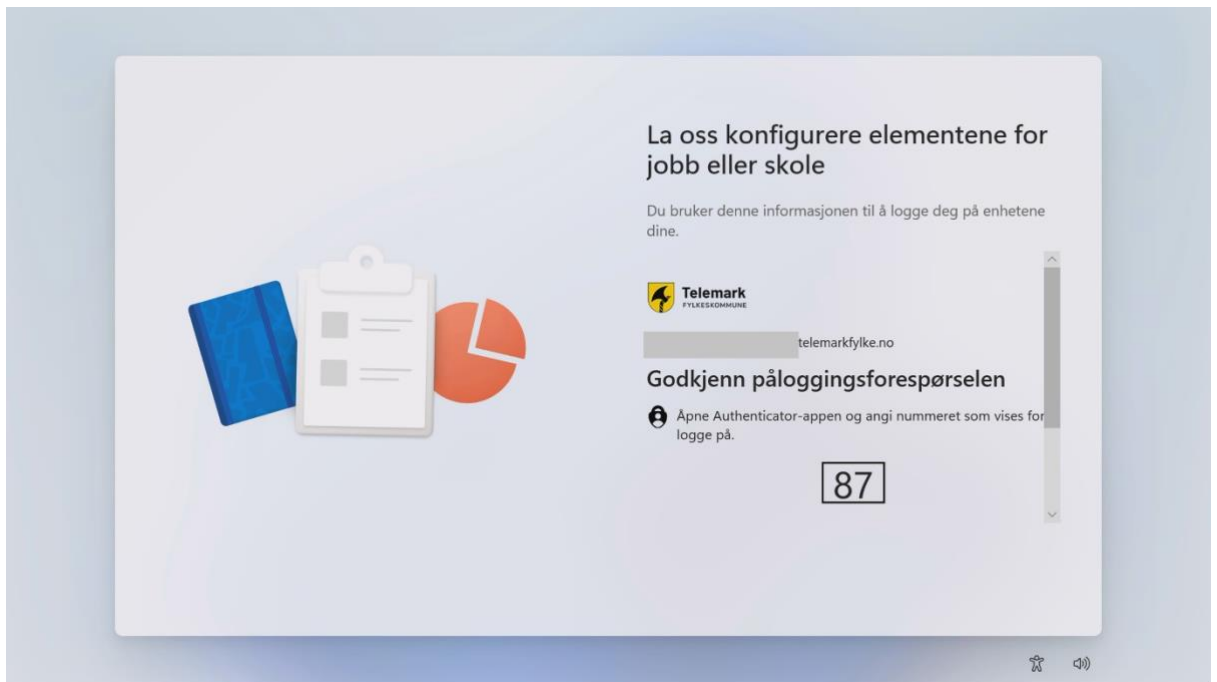 La oss konfigurere elementene for
jobb eller skole
Du bruker denne informasjonen til å logge deg på enhetene
dine.
Telemark
FYLKESKOMMUNE
telemarkfylke.no
Godkjenn påloggingsforespørselen
Åpne Authenticator-appen og angi nummeret som vises for
logge på.
87